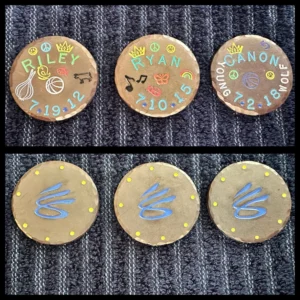 RILEY
7.19.12
RYAN
7.10.15
CANON
YOUNG
WOLF
7.2.18